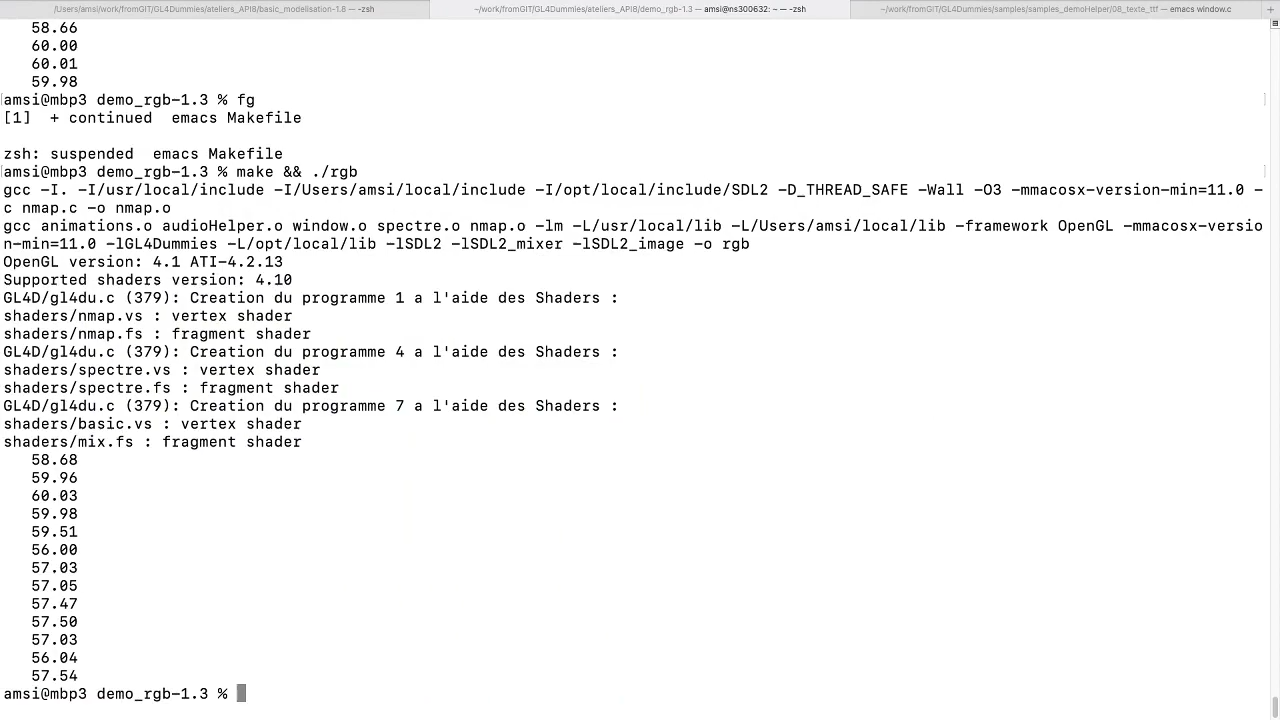 /Users/amsi/work/fromGIT/GL4Dummies/ateliers_API8/basic_modelisation-1.8 — -zsh
~/work/fromGIT/GL4Dummies/ateliers_API8/demo_rgb-1.3 — amsi@ns300632: ~ — -zsh
~/work/fromGIT/GL4Dummies/samples/samples_demoHelper/08_texte_ttf — emacs window.c
+
58.66
60.00
60.01
59.98
amsi@mbp3 demo_rgb-1.3 % fg
[1]  + continued  emacs Makefile
zsh: suspended  emacs Makefile
amsi@mbp3 demo_rgb-1.3 % make && ./rgb
gcc -I. -I/usr/local/include -I/Users/amsi/local/include -I/opt/local/include/SDL2 -D_THREAD_SAFE -Wall -O3 -mmacosx-version-min=11.0 -
c nmap.c -o nmap.o
gcc animations.o audioHelper.o window.o spectre.o nmap.o -lm -L/usr/local/lib -L/Users/amsi/local/lib -framework OpenGL -mmacosx-versio
n-min=11.0 -lGL4Dummies -L/opt/local/lib -lSDL2 -lSDL2_mixer -lSDL2_image -o rgb
OpenGL version: 4.1 ATI-4.2.13
Supported shaders version: 4.10
GL4D/gl4du.c (379): Creation du programme 1 a l'aide des Shaders :
shaders/nmap.vs : vertex shader
shaders/nmap.fs : fragment shader
GL4D/gl4du.c (379): Creation du programme 4 a l'aide des Shaders :
shaders/spectre.vs : vertex shader
shaders/spectre.fs : fragment shader
GL4D/gl4du.c (379): Creation du programme 7 a l'aide des Shaders :
shaders/basic.vs : vertex shader
shaders/mix.fs : fragment shader
58.68
59.96
60.03
59.98
59.51
56.00
57.03
57.05
57.47
57.50
57.03
56.04
57.54
amsi@mbp3 demo_rgb-1.3 %